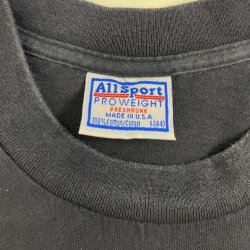 All Sport
PROWEIGHT
PRESHRUNK
MADE IN U.S.A.
100% Cotton/Coton L(44)